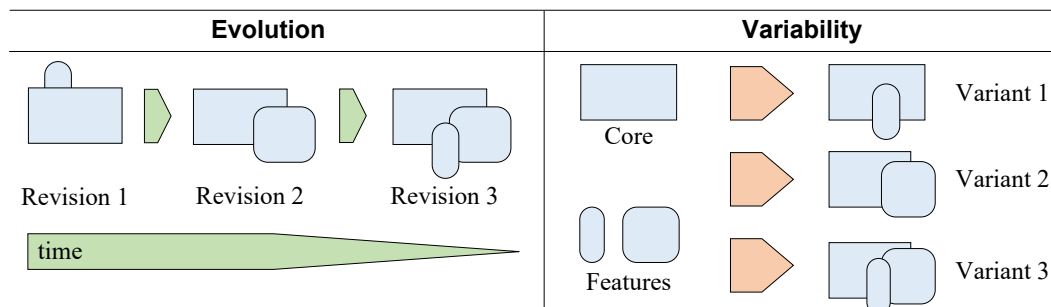 Evolution
Variability
Revision 1
Revision 2
Revision 3
time
Core
Features
Variant 1
Variant 2
Variant 3